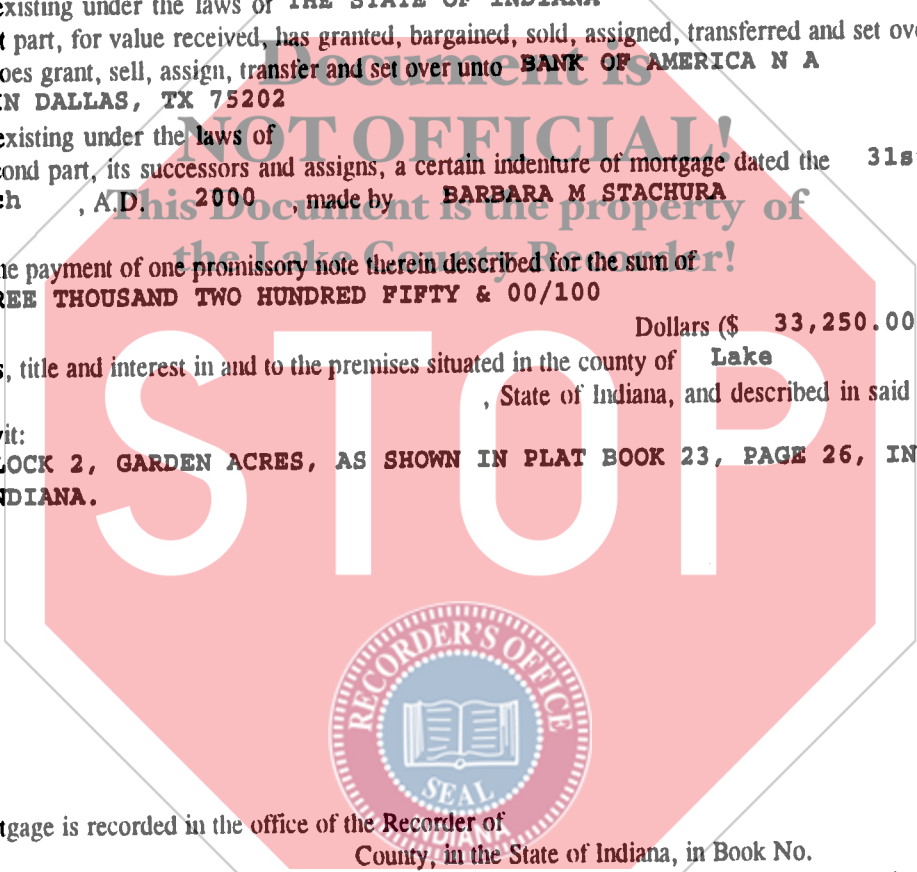 existing under the laws of THE STATE OF INDIANA
t part, for value received, has granted, bargained, sold, assigned, transferred and set ove
oes grant, sell, assign, transfer and set over unto BANK OF AMERICA N A
Document is
IN DALLAS, TX 75202
existing under the laws of
NOT OFFICIAL!
ond part, its successors and assigns, a certain indenture of mortgage dated the 31s
ch , A.D. 2000 , made by BARBARA M STACHURA
This Document is the property of
the Lake County Recorder!
he payment of one promissory note therein described for the sum of
REE THOUSAND TWO HUNDRED FIFTY & 00/100
Dollars ($ 33,250.00
s, title and interest in and to the premises situated in the county of Lake
, State of Indiana, and described in said
vit:
LOCK 2, GARDEN ACRES, AS SHOWN IN PLAT BOOK 23, PAGE 26, IN
NDIANA.
STOP
RECORDER'S OFFICE
SEAL
INDIANA
tgage is recorded in the office of the Recorder of
County, in the State of Indiana, in Book No.